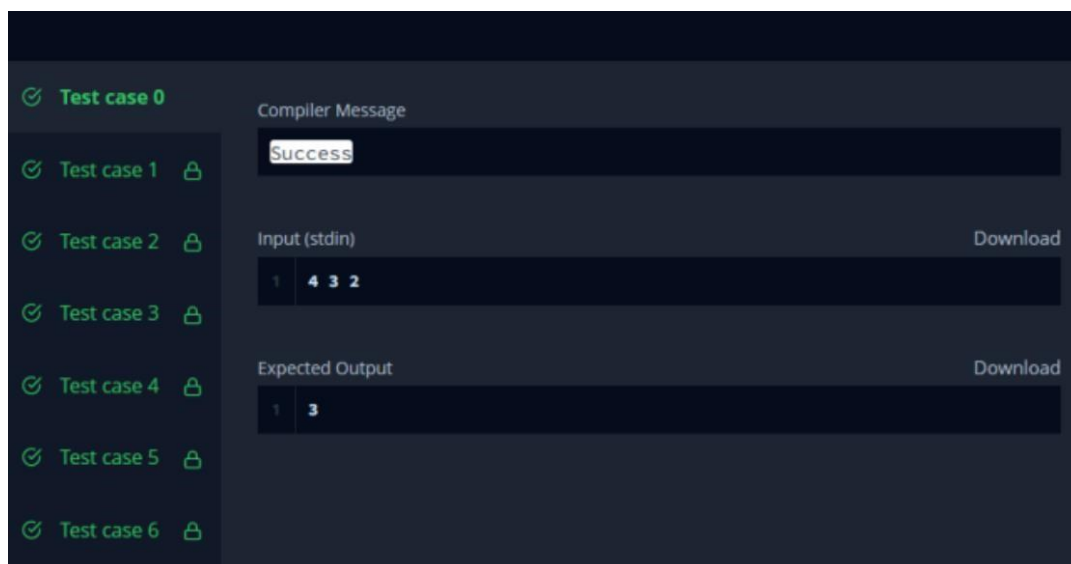 Test case 0
Test case 1
Test case 2
Test case 3
Test case 4
Test case 5
Test case 6
Compiler Message
Success
Input (stdin)
Download
1 4 3 2
Expected Output
Download
1 3